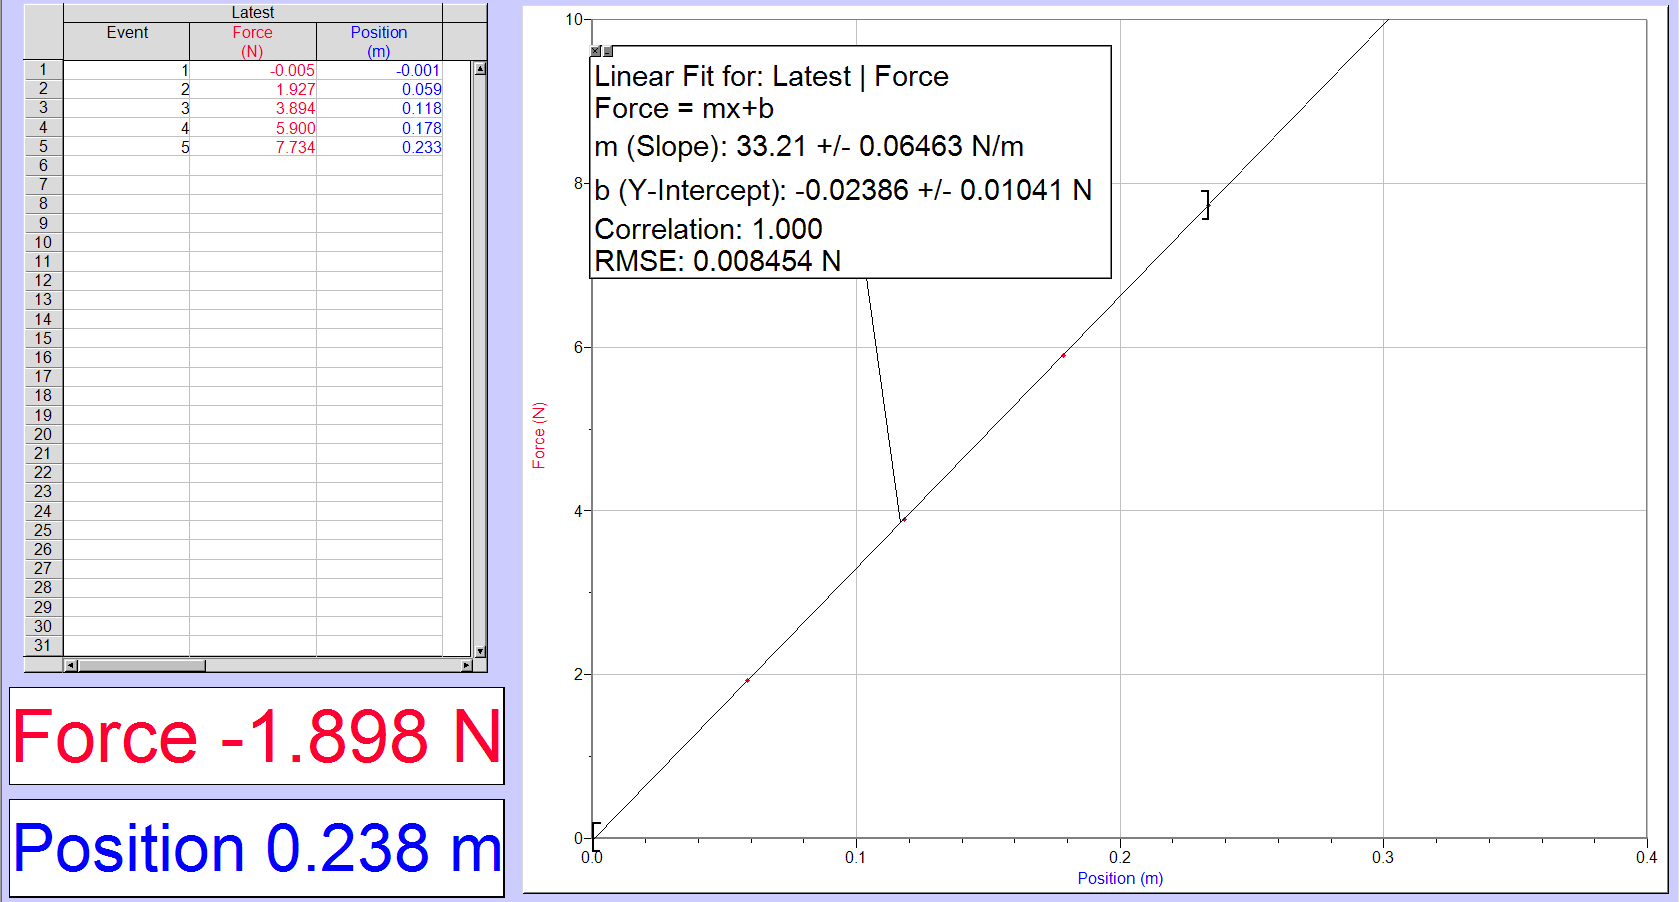 Latest
Event Force Position
(N) (m)
1 1 -0.005 -0.001
2 2 1.927 0.059
3 3 3.894 0.118
4 4 5.900 0.178
5 5 7.734 0.233
6
7
8
9
10
11
12
13
14
15
16
17
18
19
20
21
22
23
24
25
26
27
28
29
30
31
Force -1.898 N
Position 0.238 m
10
8
6
4
2
0
Force (N)
Linear Fit for: Latest | Force
Force = mx+b
m (Slope): 33.21 +/- 0.06463 N/m
b (Y-Intercept): -0.02386 +/- 0.01041 N
Correlation: 1.000
RMSE: 0.008454 N
0.0 0.1 0.2 0.3 0.4
Position (m)